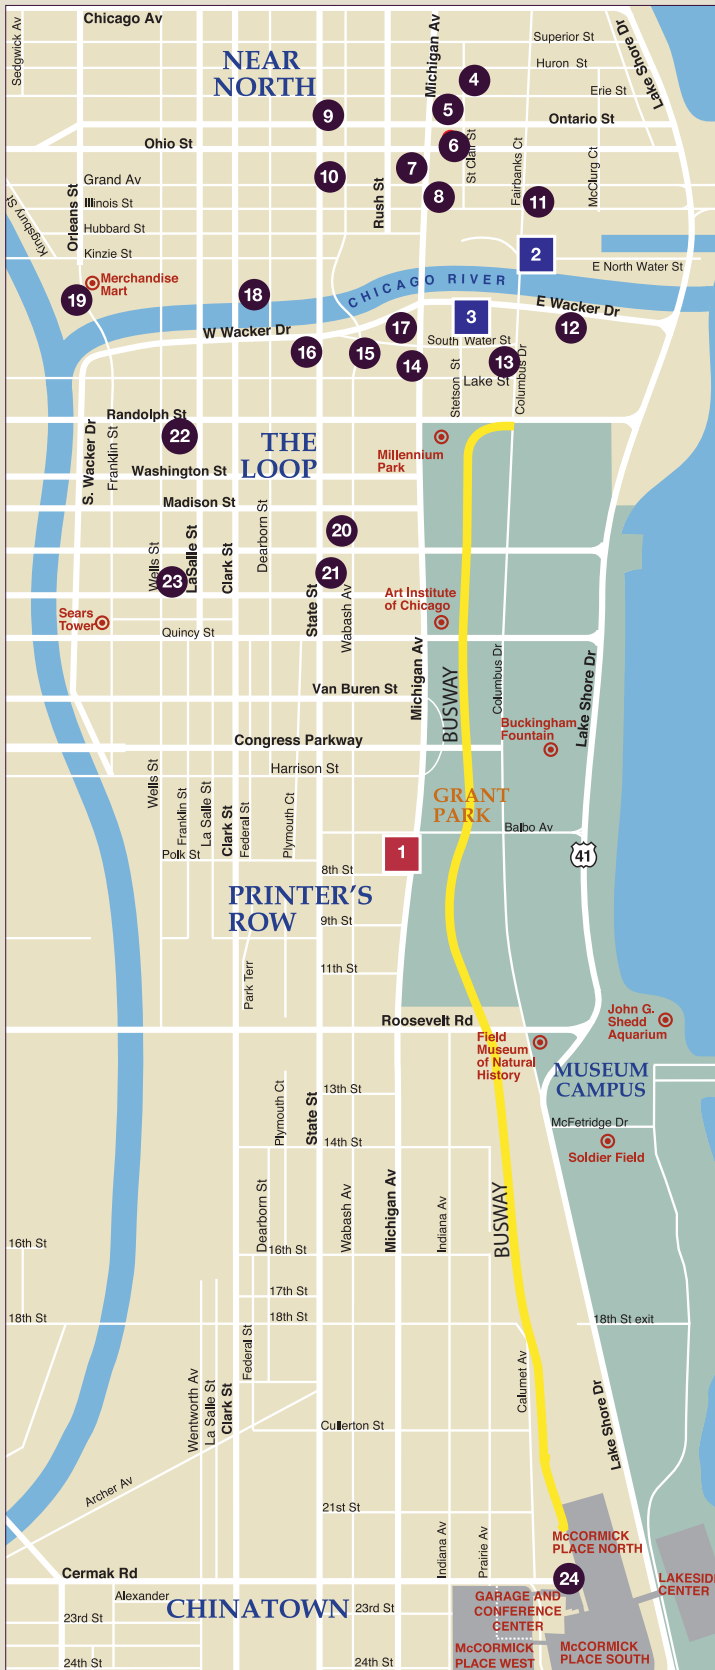 Chicago Av
Sedgwick Av
Michigan Av
Superior St
Lake Shore Dr
NEAR
NORTH
Huron St
4
Erie St
5
9
Ontario St
Ohio St
6
St Clair St
Fairbanks Ct
McClurg Ct
7
10
Grand Av
8
11
Orleans St
Illinois St
Rush St
Kingsbury St
Hubbard St
Kinzie St
2
E North Water St
Merchandise
Mart
CHICAGO RIVER
19
18
3
E Wacker Dr
12
W Wacker Dr
17
South Water St
16
15
14
13
Stetson St
Lake St
Columbus Dr
Randolph St
S. Wacker Dr
Franklin St
22
THE
LOOP
Millennium
Park
Washington St
Madison St
20
Wells St
LaSalle St
Clark St
Dearborn St
23
21
State St
Wabash Av
Art Institute
of Chicago
Sears
Tower
Quincy St
Michigan Av
BUSWAY
Columbus Dr
Lake Shore Dr
Van Buren St
Buckingham
Fountain
Congress Parkway
Harrison St
Wells St
Franklin St
La Salle St
Clark St
Federal St
Plymouth Ct
GRANT
PARK
Balbo Av
1
41
Polk St
8th St
PRINTER'S
ROW
9th St
Park Terr
11th St
John G.
Shedd
Aquarium
Roosevelt Rd
Field
Museum
of Natural
History
MUSEUM
CAMPUS
Plymouth Ct
State St
13th St
McFetridge Dr
14th St
Soldier Field
Dearborn St
Wabash Av
Michigan Av
Indiana Av
BUSWAY
16th St
16th St
17th St
18th St
18th St
18th St exit
Federal St
Calumet Av
Wentworth Av
La Salle St
Clark St
Lake Shore Dr
Cullerton St
Archer Av
21st St
Indiana Av
Prairie Av
McCORMICK
PLACE NORTH
Cermak Rd
24
LAKESIDE
CENTER
Alexander
CHINATOWN
GARAGE AND
CONFERENCE
CENTER
23rd St
23rd St
McCORMICK
PLACE WEST
McCORMICK
PLACE SOUTH
24th St
24th St